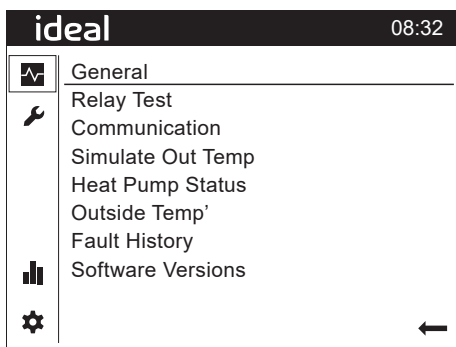 ideal 08:32
General
Relay Test
Communication
Simulate Out Temp
Heat Pump Status
Outside Temp’
Fault History
Software Versions